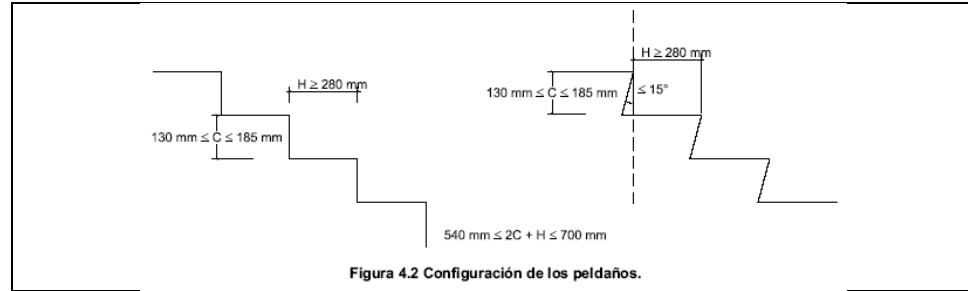 H ≥ 280 mm
130 mm ≤ C ≤ 185 mm
H ≥ 280 mm
130 mm ≤ C ≤ 185 mm
≤ 15°
540 mm ≤ 2C + H ≤ 700 mm
Figura 4.2 Configuración de los peldaños.